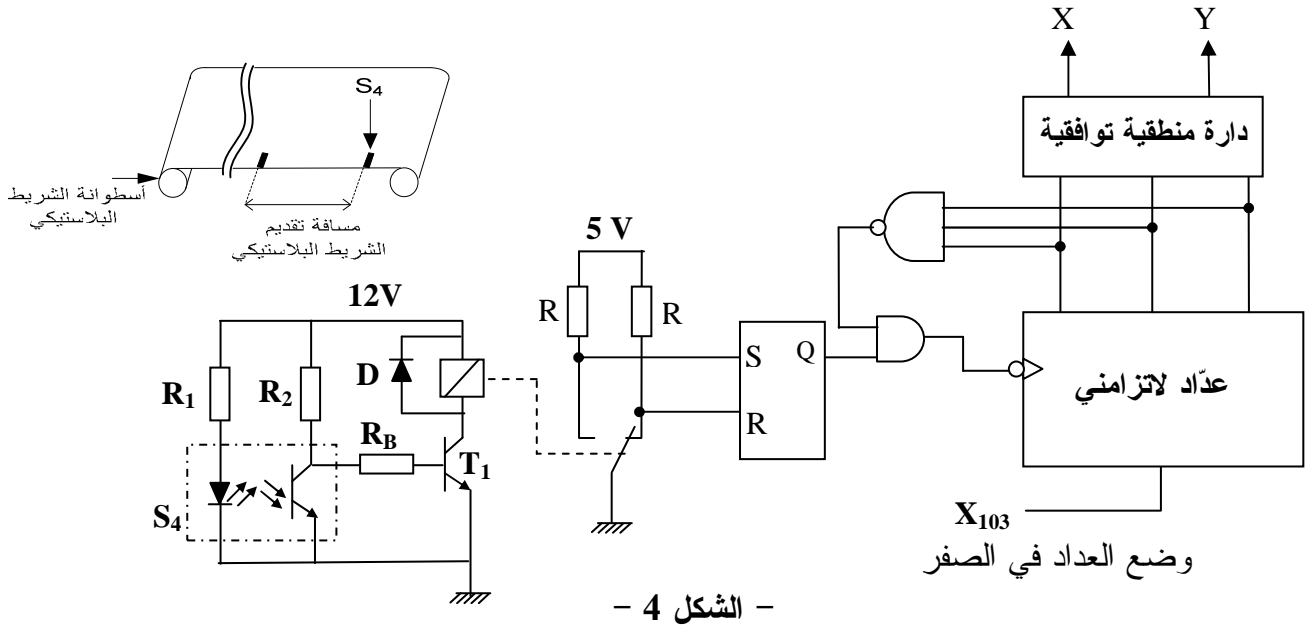 X Y
دارة منطقية توافقية
S4
أسطوانة الشريط
البلاستيكي
مسافة تقديم
الشريط البلاستيكي
5 V
12V
R R
S Q
R
D
R1 R2
RB
T1
S4
عدّاد لاتزامني
X103
وضع العداد في الصفر
- الشكل 4 -